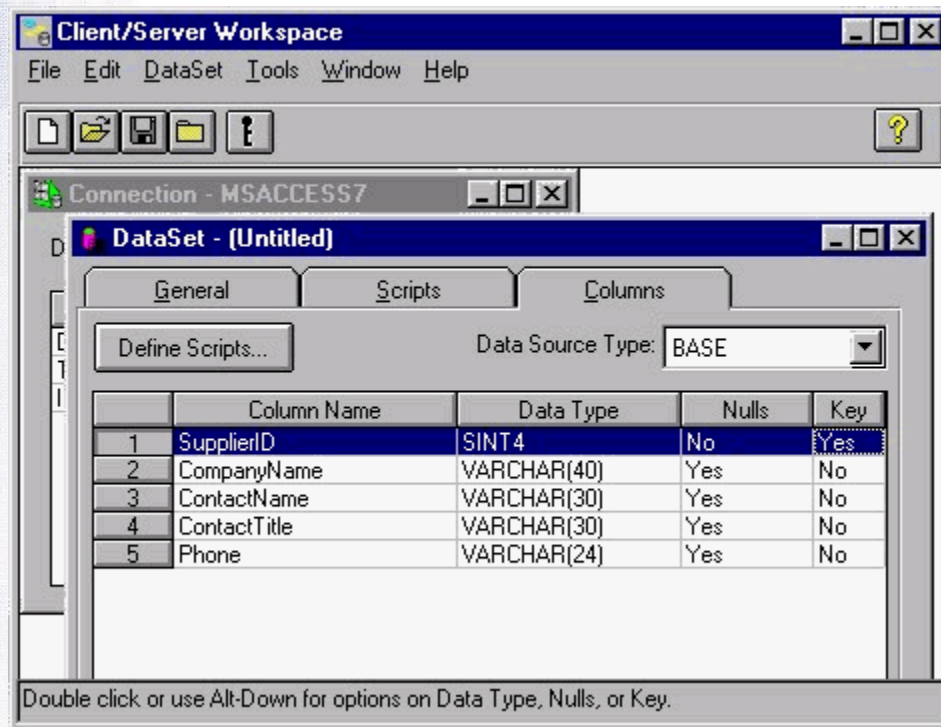 Client/Server Workspace
File Edit DataSet Tools Window Help
Connection - MSACCESS7
DataSet - (Untitled)
General Scripts Columns
Define Scripts... Data Source Type: BASE
Column Name Data Type Nulls Key
1 SupplierID SINT4 No Yes
2 CompanyName VARCHAR(40) Yes No
3 ContactName VARCHAR(30) Yes No
4 ContactTitle VARCHAR(30) Yes No
5 Phone VARCHAR(24) Yes No
Double click or use Alt-Down for options on Data Type, Nulls, or Key.